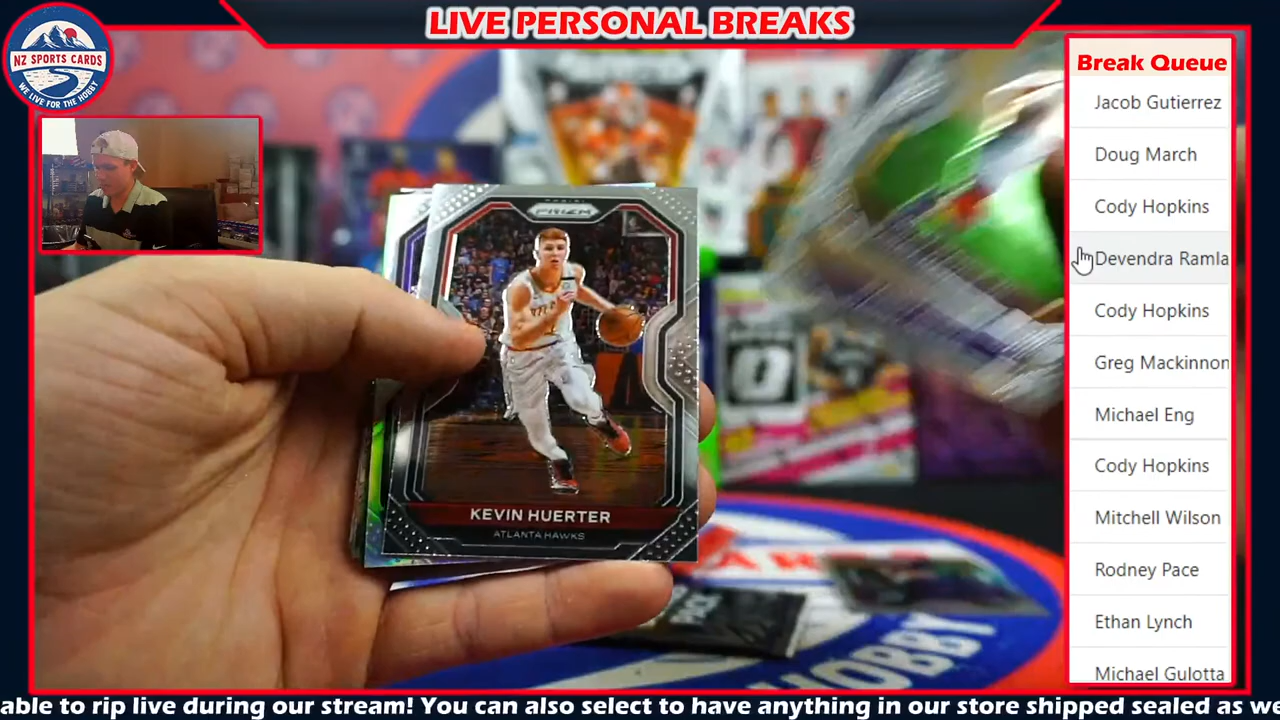 LIVE PERSONAL BREAKS
NZ SPORTS CARDS
WE LIVE FOR THE HOBBY
Break Queue
Jacob Gutierrez
Doug March
Cody Hopkins
Devendra Ramla
Cody Hopkins
Greg Mackinnon
Michael Eng
Cody Hopkins
Mitchell Wilson
Rodney Pace
Ethan Lynch
Michael Gulotta
PANINI
PRIZM
KEVIN HUERTER
ATLANTA HAWKS
PACK
HOBBY
able to rip live during our stream! You can also select to have anything in our store shipped sealed as we